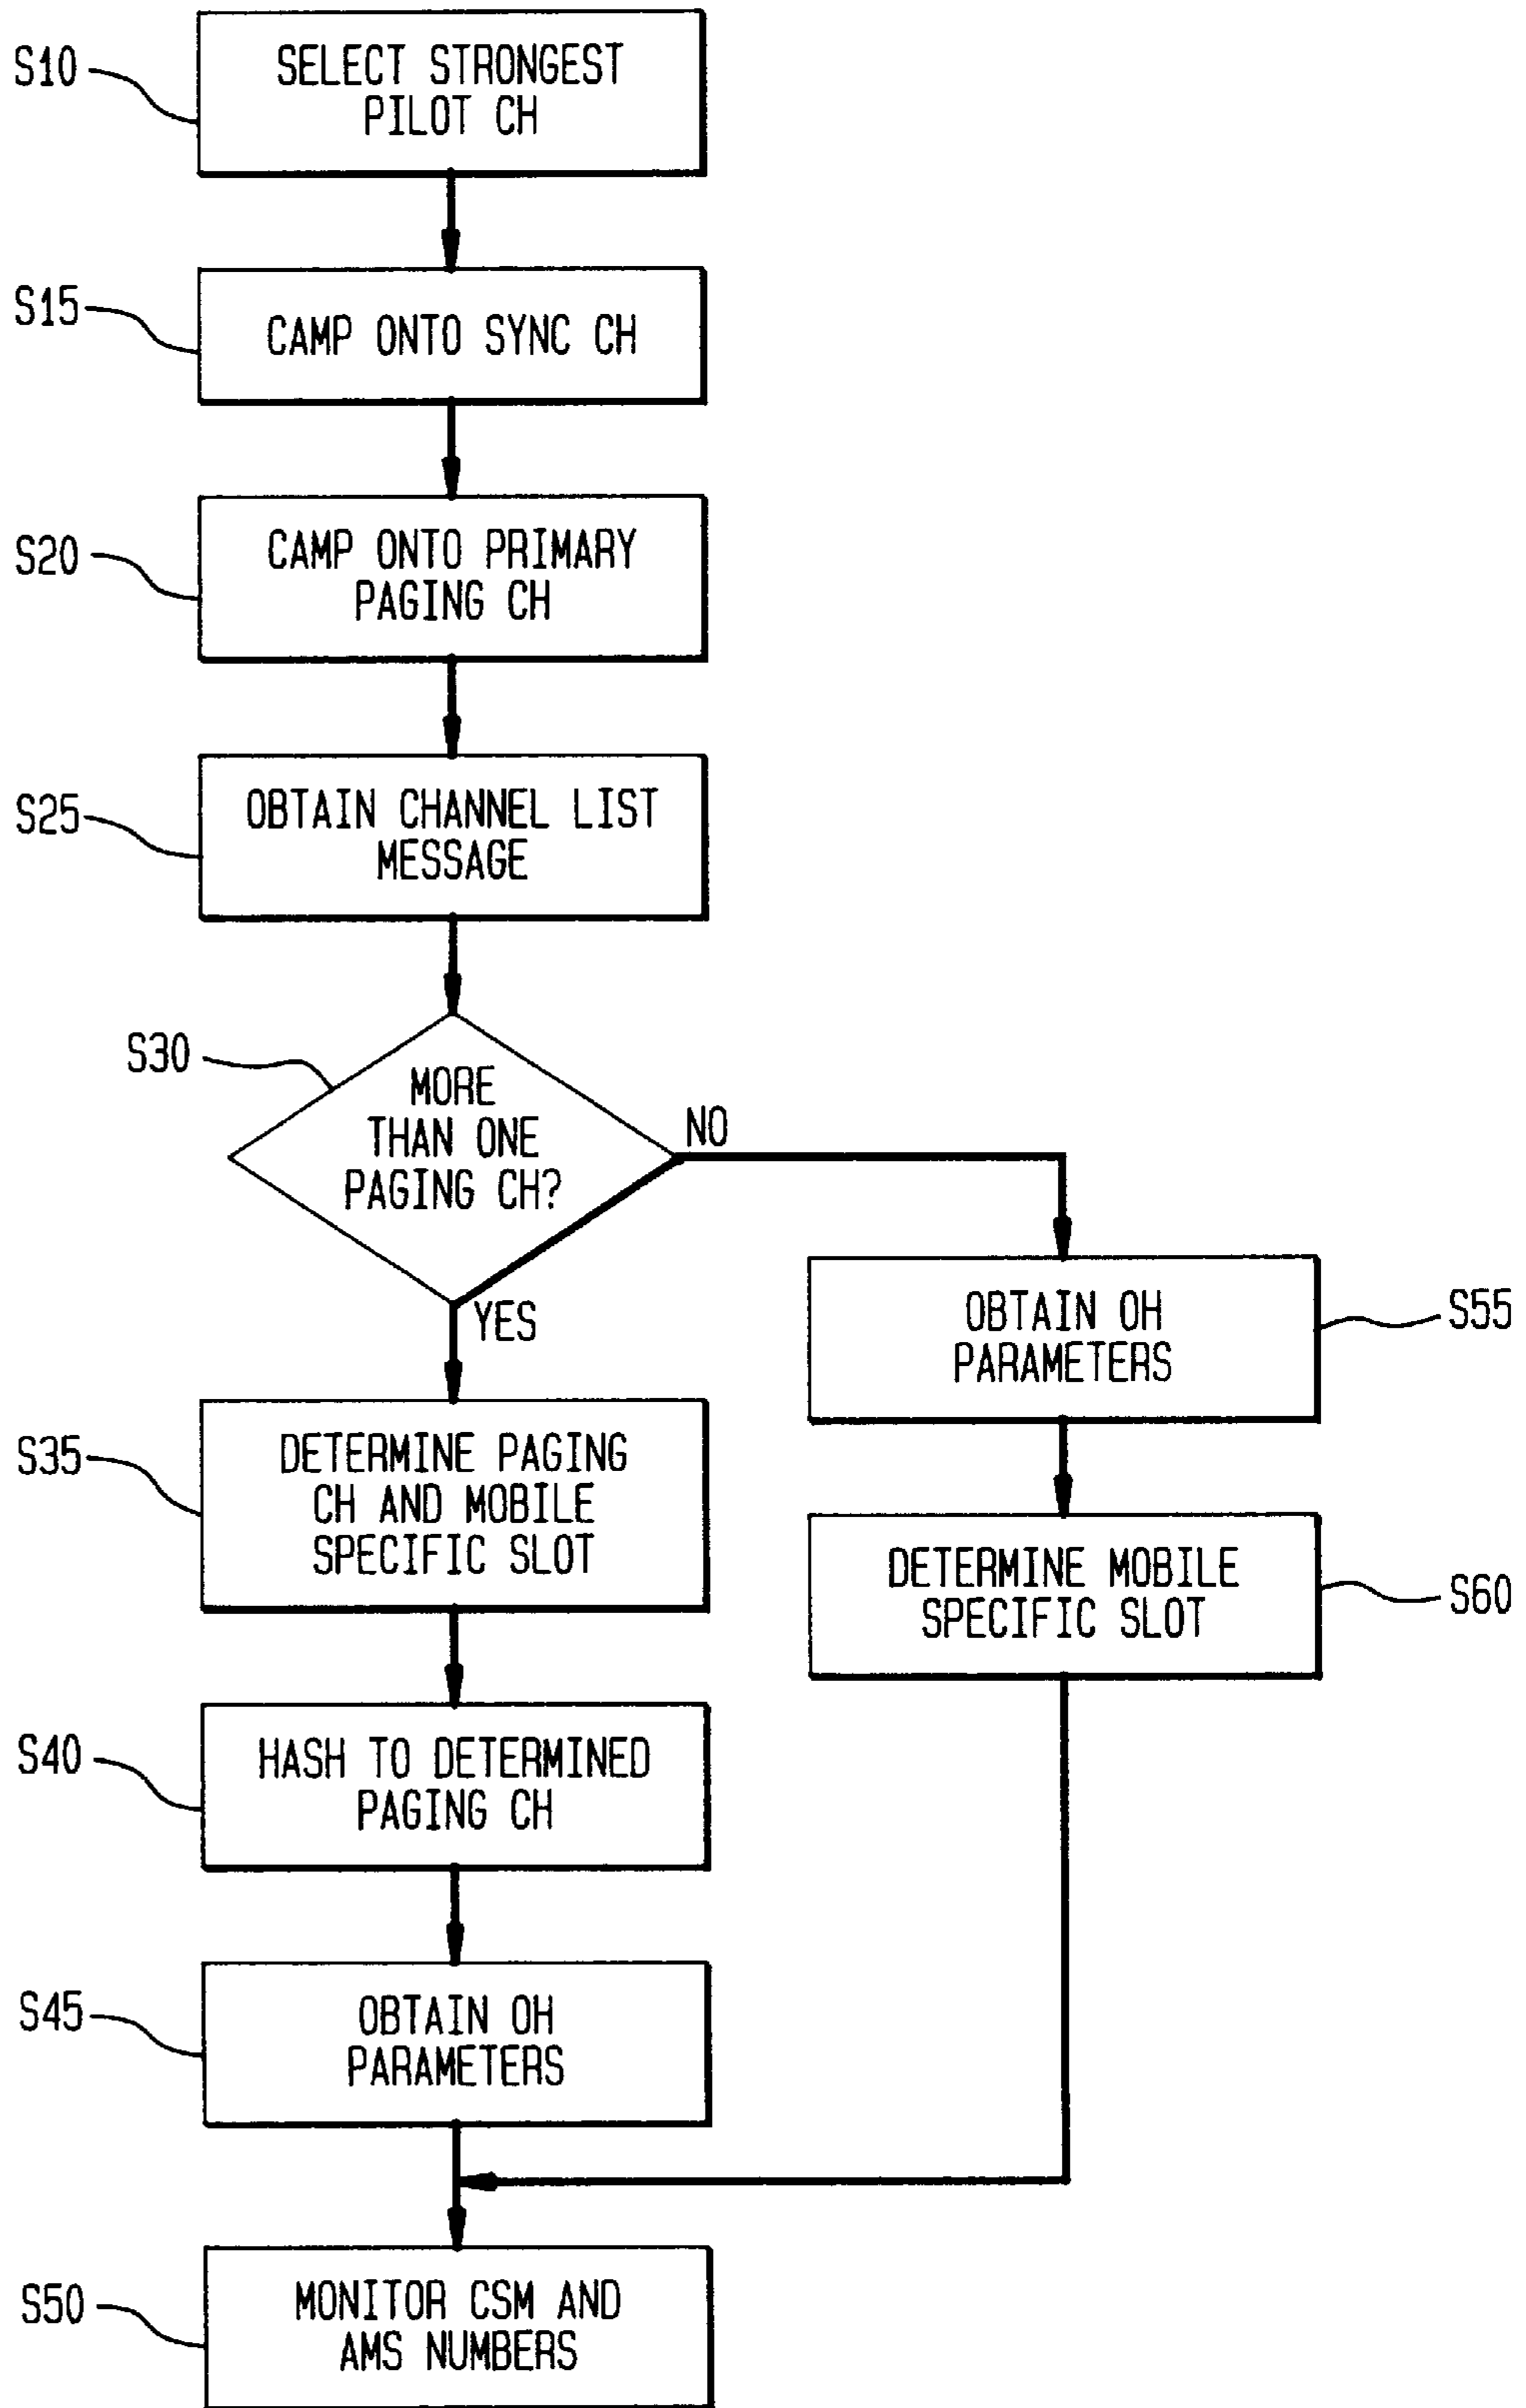 S10
SELECT STRONGEST
PILOT CH
S15
CAMP ONTO SYNC CH
S20
CAMP ONTO PRIMARY
PAGING CH
S25
OBTAIN CHANNEL LIST
MESSAGE
S30
MORE
THAN ONE
PAGING CH?
NO
YES
OBTAIN OH
PARAMETERS
S55
S35
DETERMINE PAGING
CH AND MOBILE
SPECIFIC SLOT
DETERMINE MOBILE
SPECIFIC SLOT
S60
S40
HASH TO DETERMINED
PAGING CH
S45
OBTAIN OH
PARAMETERS
S50
MONITOR CSM AND
AMS NUMBERS